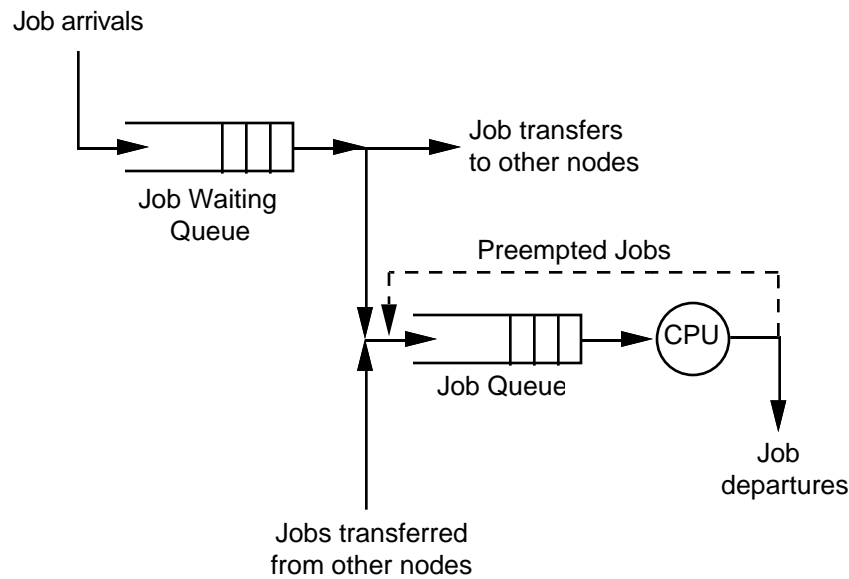 Job arrivals
Job transfers
to other nodes
Job Waiting
Queue
Preempted Jobs
CPU
Job Queue
Job
departures
Jobs transferred
from other nodes